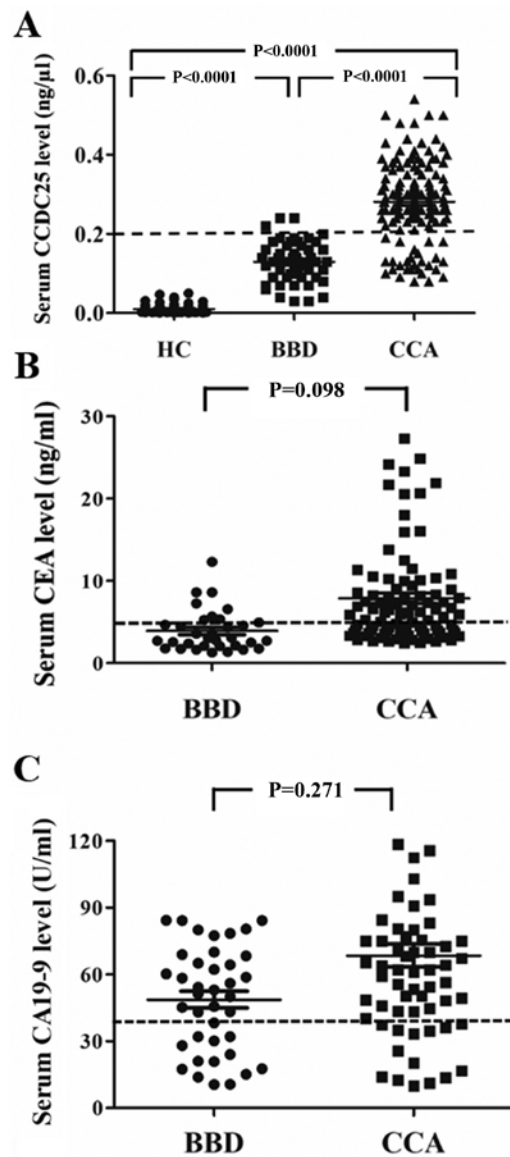 A
P<0.0001
P<0.0001 P<0.0001
Serum CCDC25 level (ng/μl)
0.6
0.4
0.2
0.0
HC BBD CCA
B
P=0.098
Serum CEA level (ng/ml)
30
20
10
0
BBD CCA
C
P=0.271
Serum CA19-9 level (U/ml)
120
90
60
30
0
BBD CCA